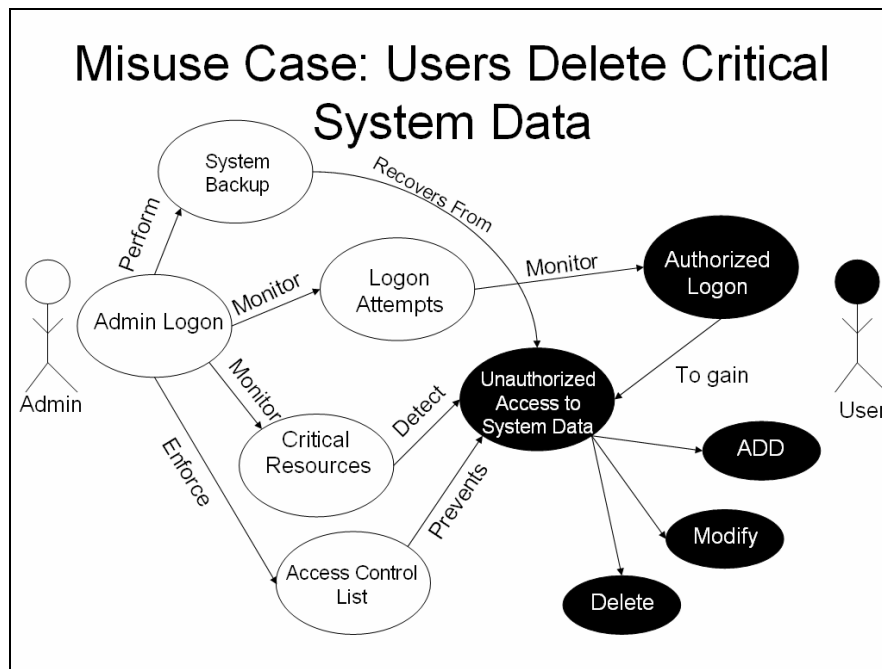 Misuse Case: Users Delete Critical
System Data
System
Backup
Recovers From
Perform
Admin Logon
Monitor
Logon
Attempts
Monitor
Authorized
Logon
Admin
User
Monitor
Critical
Resources
Detect
Unauthorized
Access to
System Data
To gain
Enforce
Access Control
List
Prevents
ADD
Modify
Delete